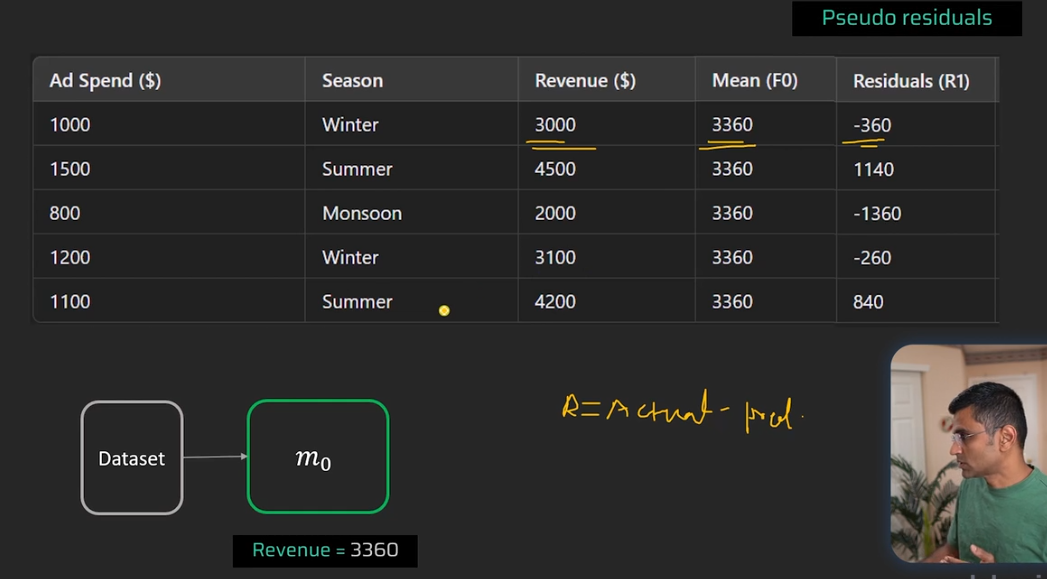 Pseudo residuals
Ad Spend ($) Season Revenue ($) Mean (F0) Residuals (R1)
1000 Winter 3000 3360 -360
1500 Summer 4500 3360 1140
800 Monsoon 2000 3360 -1360
1200 Winter 3100 3360 -260
1100 Summer 4200 3360 840
R=Actual - pred.
Dataset
m₀
Revenue = 3360